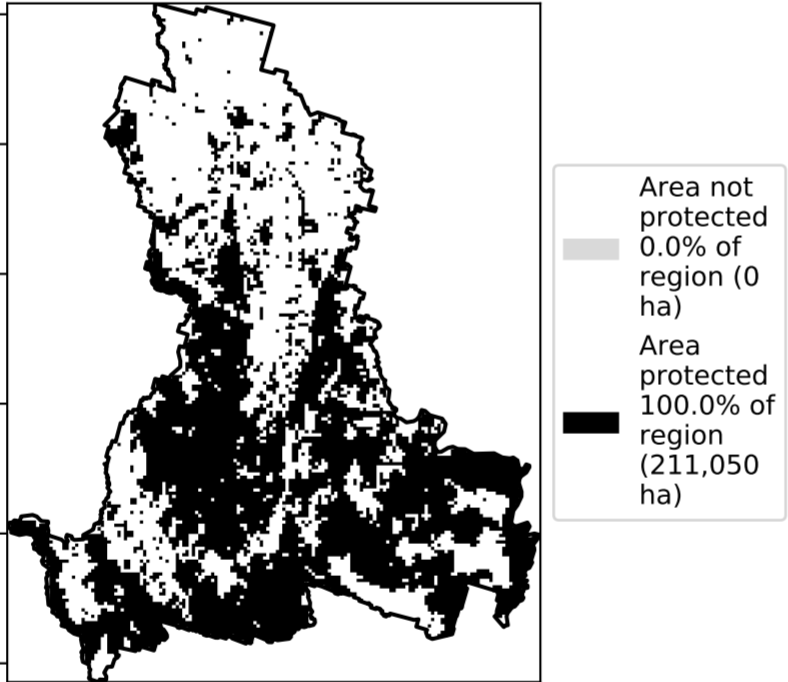 Area not
protected
0.0% of
region (0
ha)
Area
protected
100.0% of
region
(211,050
ha)